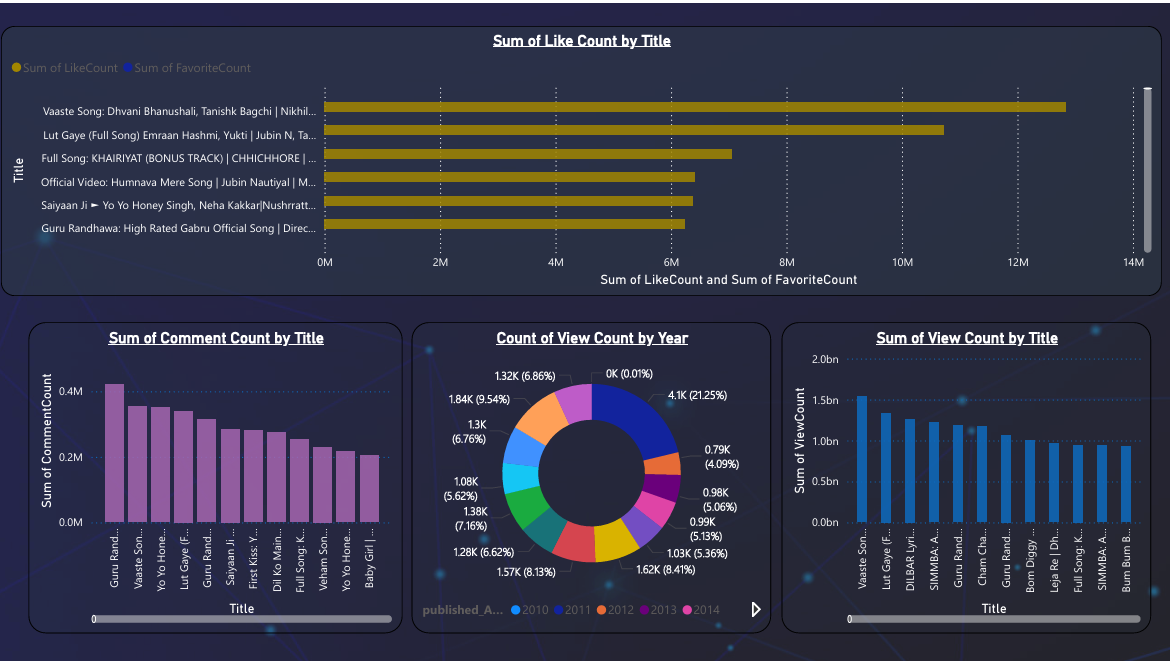 Sum of Like Count by Title
Sum of LikeCount Sum of FavoriteCount
Title
Vaaste Song: Dhvani Bhanushali, Tanishk Bagchi | Nikhil...
Lut Gaye (Full Song) Emraan Hashmi, Yukti | Jubin N, Ta...
Full Song: KHAIRIYAT (BONUS TRACK) | CHHICHHORE | ...
Official Video: Humnava Mere Song | Jubin Nautiyal | M...
Saiyaan Ji ► Yo Yo Honey Singh, Neha Kakkar|Nushrratt...
Guru Randhawa: High Rated Gabru Official Song | Direc...
0M 2M 4M 6M 8M 10M 12M 14M
Sum of LikeCount and Sum of FavoriteCount
Sum of Comment Count by Title
Sum of CommentCount
0.4M
0.2M
0.0M
Guru Rand...
Vaaste Son...
Yo Yo Hone...
Lut Gaye (F...
Guru Rand...
Saiyaan Ji ...
First Kiss: Y...
Dil Ko Main...
Full Song: K...
Veham Son...
Yo Yo Hone...
Baby Girl | ...
Title
0
Count of View Count by Year
0K (0.01%)
4.1K (21.25%)
0.79K
(4.09%)
0.98K
(5.06%)
0.99K
(5.13%)
1.03K (5.36%)
1.62K (8.41%)
1.57K (8.13%)
1.28K (6.62%)
1.38K
(7.16%)
1.08K
(5.62%)
1.3K
(6.76%)
1.84K (9.54%)
1.32K (6.86%)
published_A... 2010 2011 2012 2013 2014
Sum of View Count by Title
Sum of ViewCount
2.0bn
1.5bn
1.0bn
0.5bn
0.0bn
Vaaste Son...
Lut Gaye (F...
DILBAR Lyri...
SIMMBA: A...
Guru Rand...
Cham Cha...
Guru Rand...
Bom Diggy ...
Leja Re | Dh...
Full Song: K...
SIMMBA: A...
Bum Bum B...
Title
0